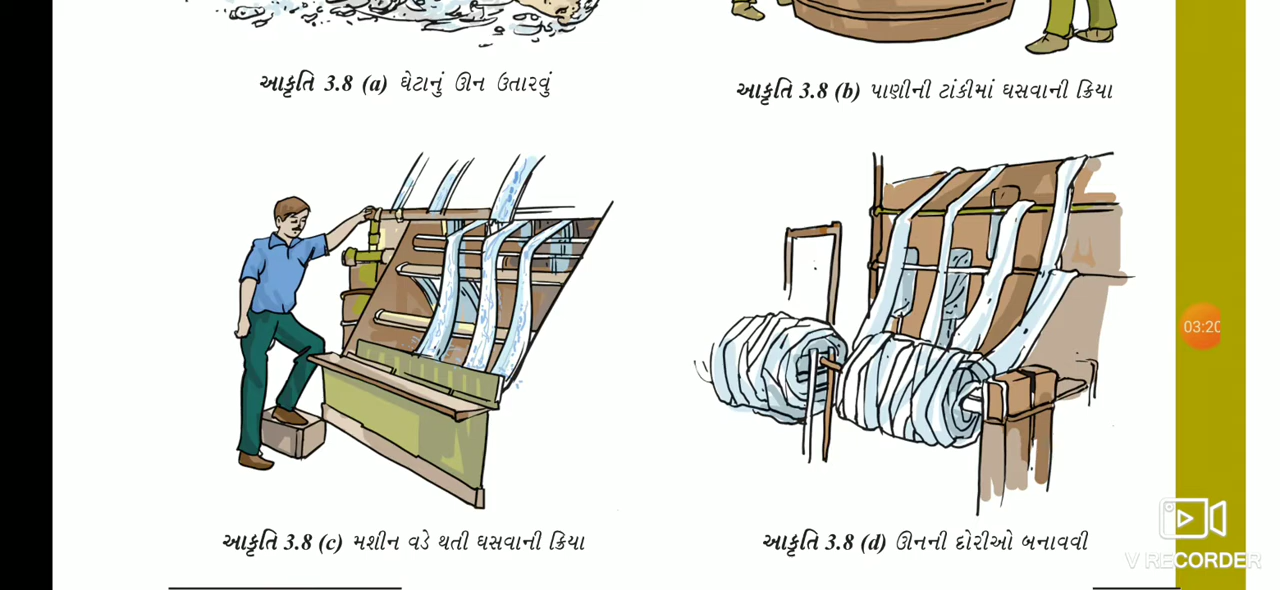 આકૃતિ 3.8 (a) ઘેટાનું ઊન ઉતારવું
આકૃતિ 3.8 (b) પાણીની ટાંકીમાં ઘસવાની ક્રિયા
આકૃતિ 3.8 (c) મશીન વડે થતી ઘસવાની ક્રિયા
આકૃતિ 3.8 (d) ઊનની દોરીઓ બનાવવી
03:20
V RECORDER